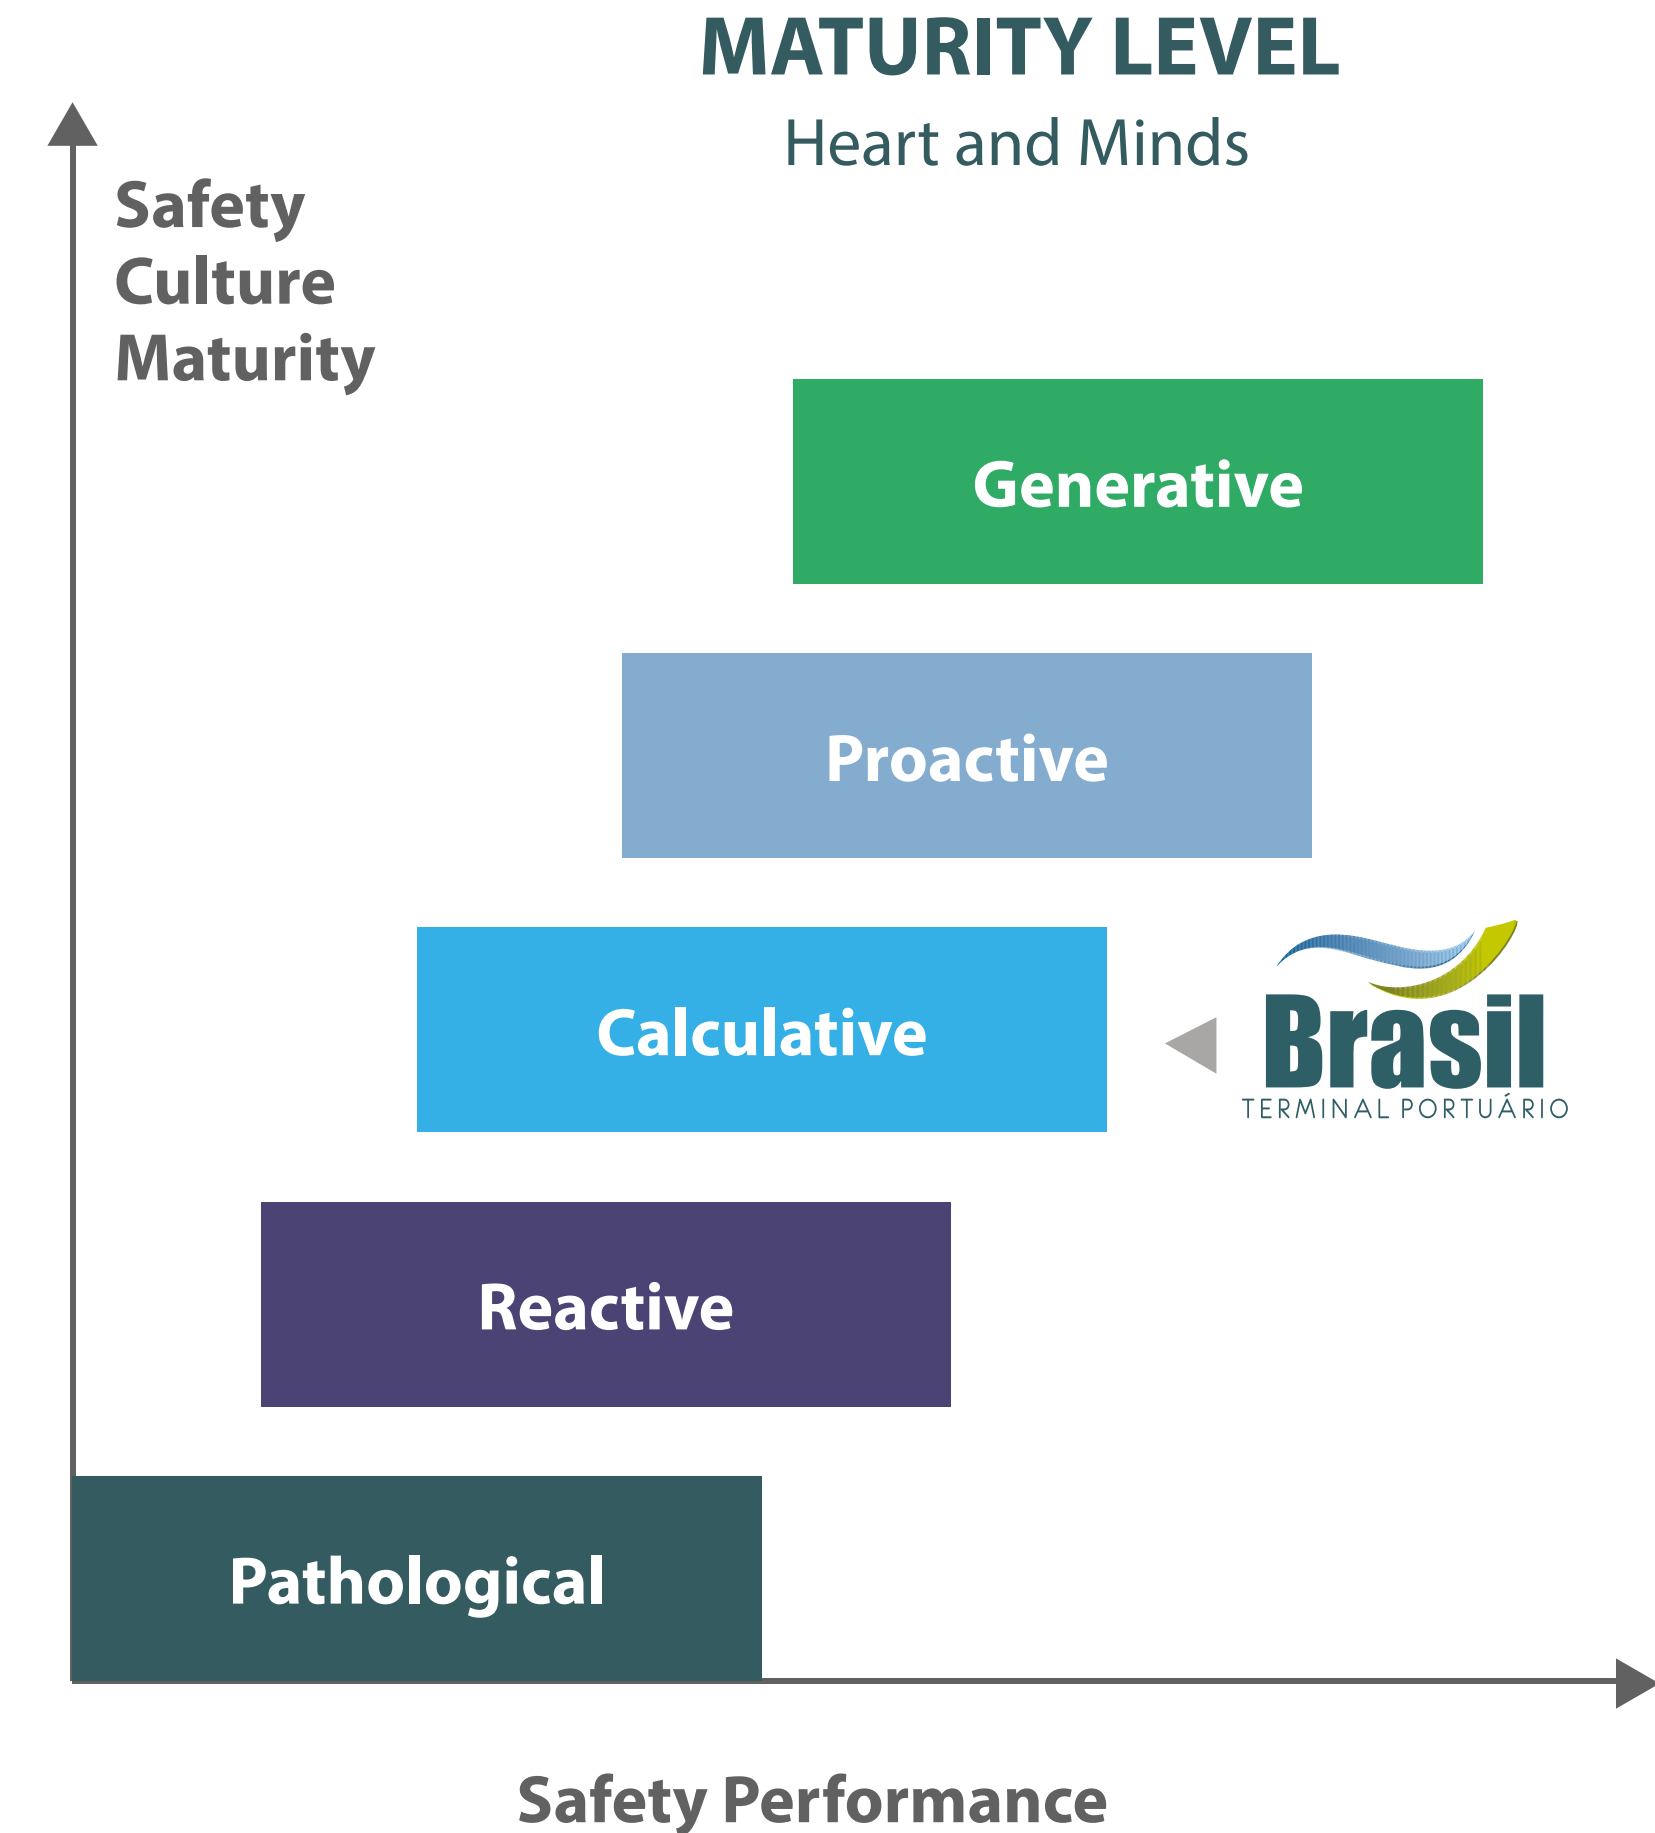 MATURITY LEVEL
Heart and Minds
Safety
Culture
Maturity
Generative
Proactive
Calculative
Brasil
TERMINAL PORTUÁRIO
Reactive
Pathological
Safety Performance